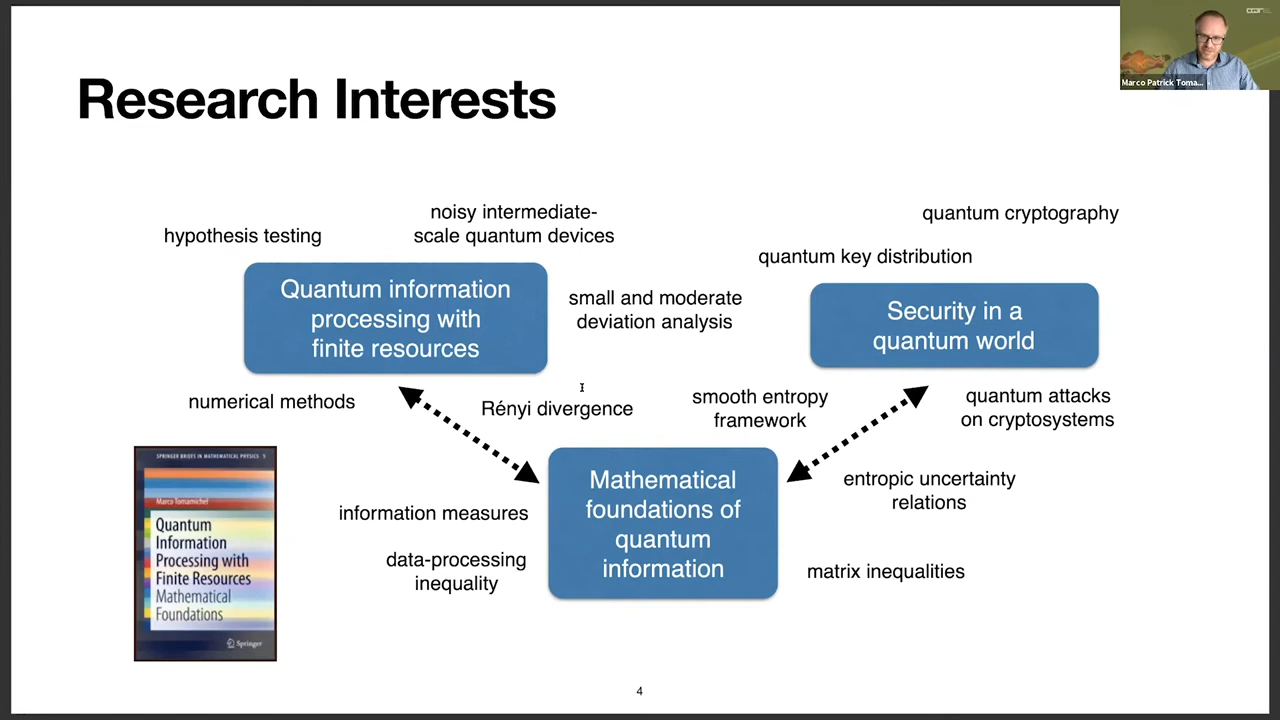 Research Interests
Marco Patrick Toma...
noisy intermediate-
scale quantum devices
hypothesis testing
quantum cryptography
quantum key distribution
Quantum information
processing with
finite resources
small and moderate
deviation analysis
Security in a
quantum world
numerical methods
Rényi divergence
smooth entropy
framework
quantum attacks
on cryptosystems
Mathematical
foundations of
quantum
information
entropic uncertainty
relations
information measures
data-processing
inequality
matrix inequalities
SPRINGER BRIEFS IN MATHEMATICAL PHYSICS 5
Marco Tomamichel
Quantum
Information
Processing with
Finite Resources
Mathematical
Foundations
Springer
4